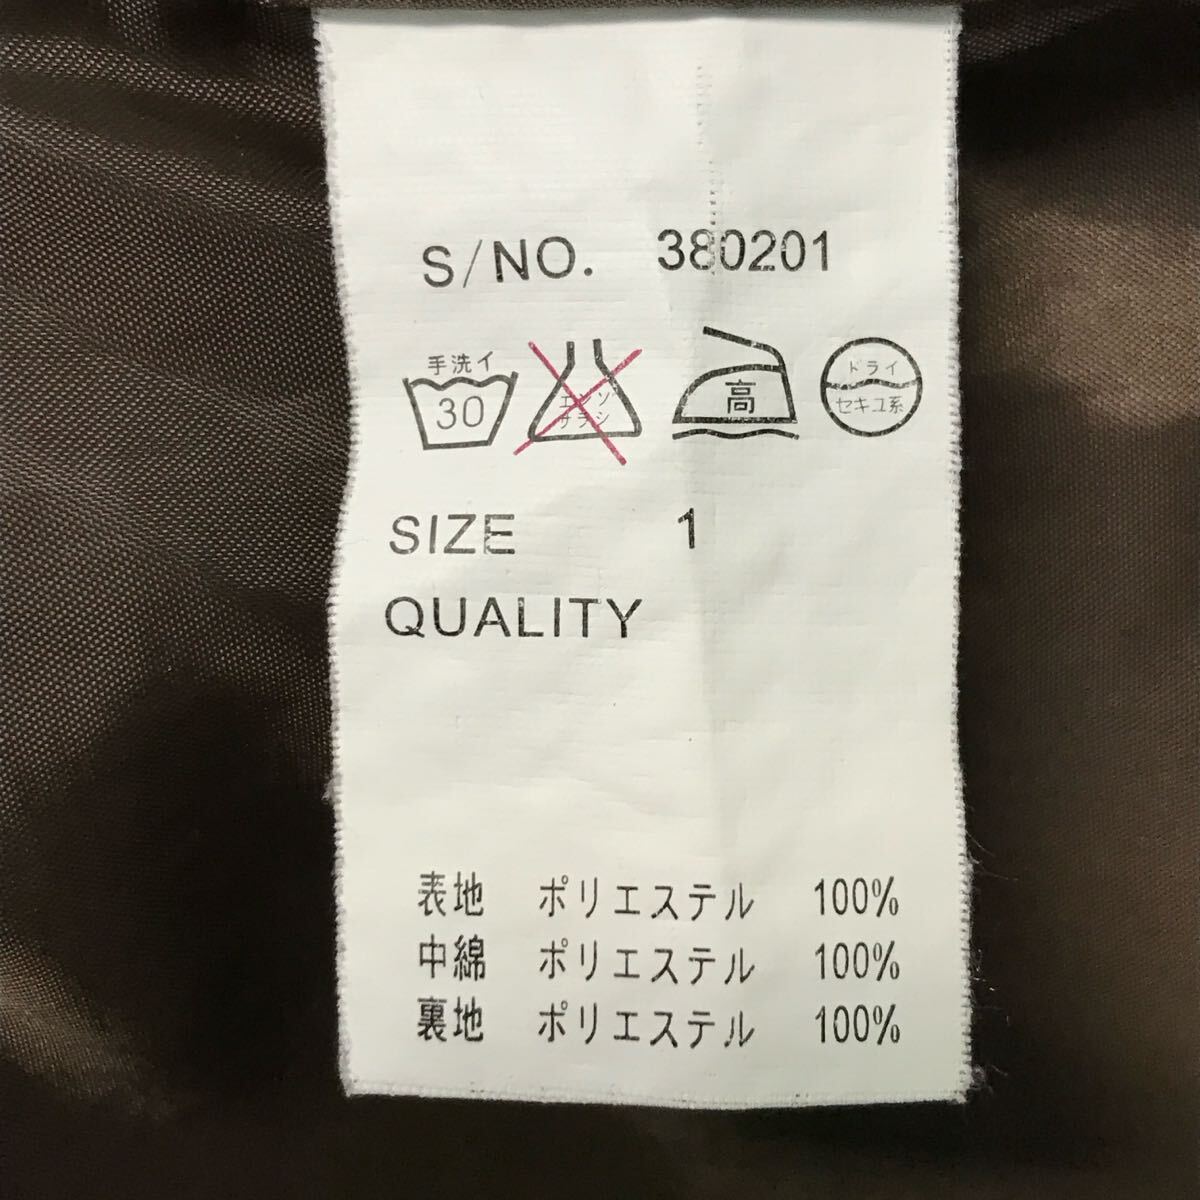 S/NO. 380201
手洗イ
30
エンソ
サラシ
高
ドライ
セキユ系
SIZE 1
QUALITY
表地 ポリエステル 100%
中綿 ポリエステル 100%
裏地 ポリエステル 100%